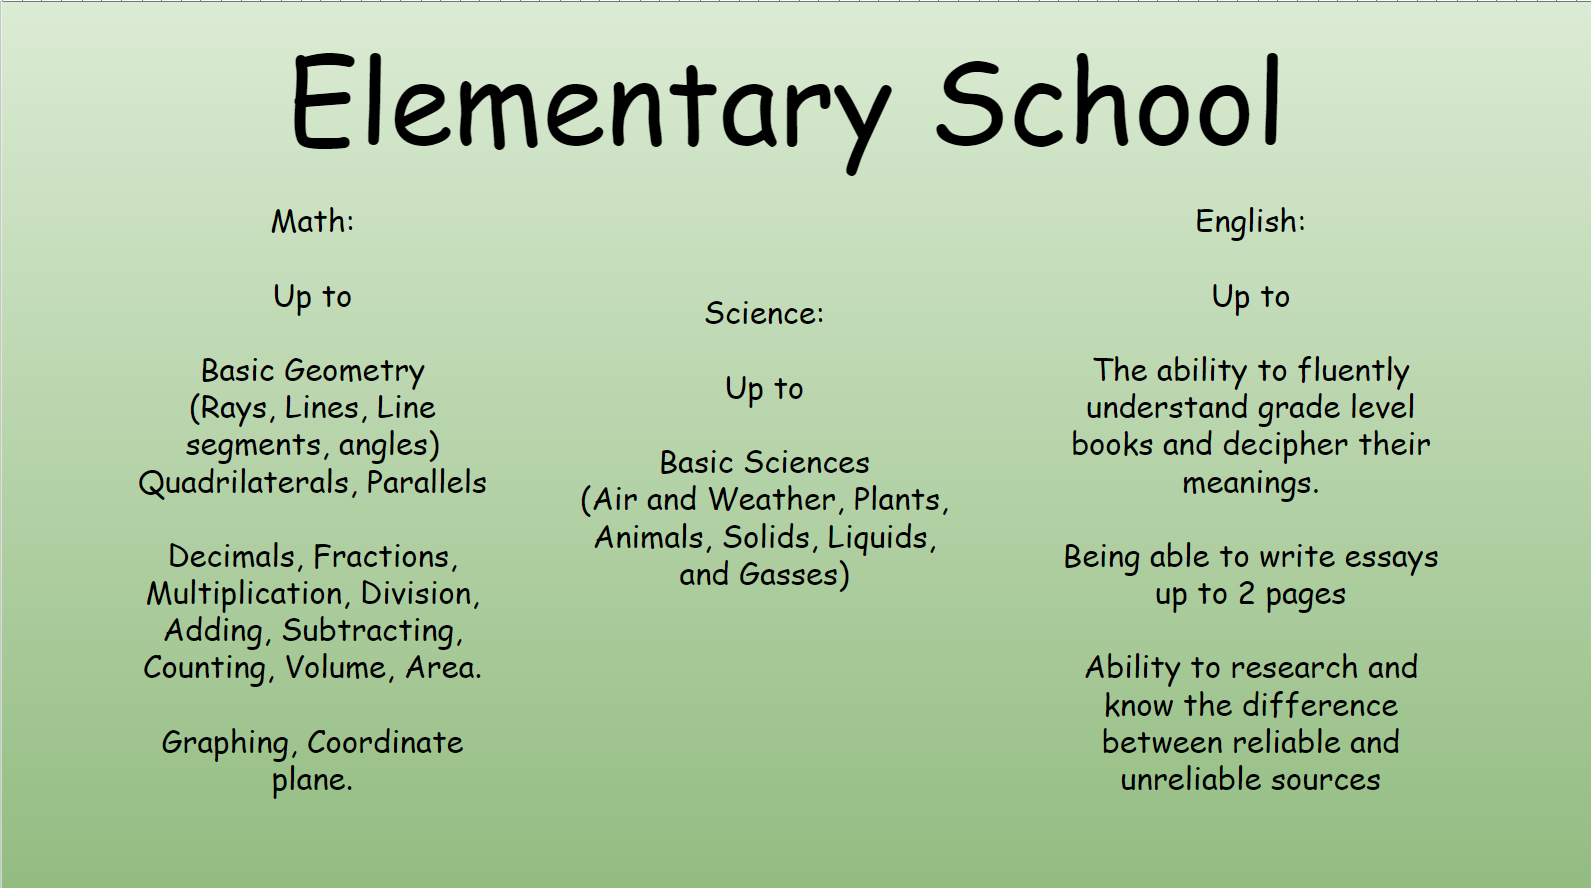 Elementary School
Math:
Up to
Basic Geometry
(Rays, Lines, Line
segments, angles)
Quadrilaterals, Parallels
Decimals, Fractions,
Multiplication, Division,
Adding, Subtracting,
Counting, Volume, Area.
Graphing, Coordinate
plane.
Science:
Up to
Basic Sciences
(Air and Weather, Plants,
Animals, Solids, Liquids,
and Gasses)
English:
Up to
The ability to fluently
understand grade level
books and decipher their
meanings.
Being able to write essays
up to 2 pages
Ability to research and
know the difference
between reliable and
unreliable sources